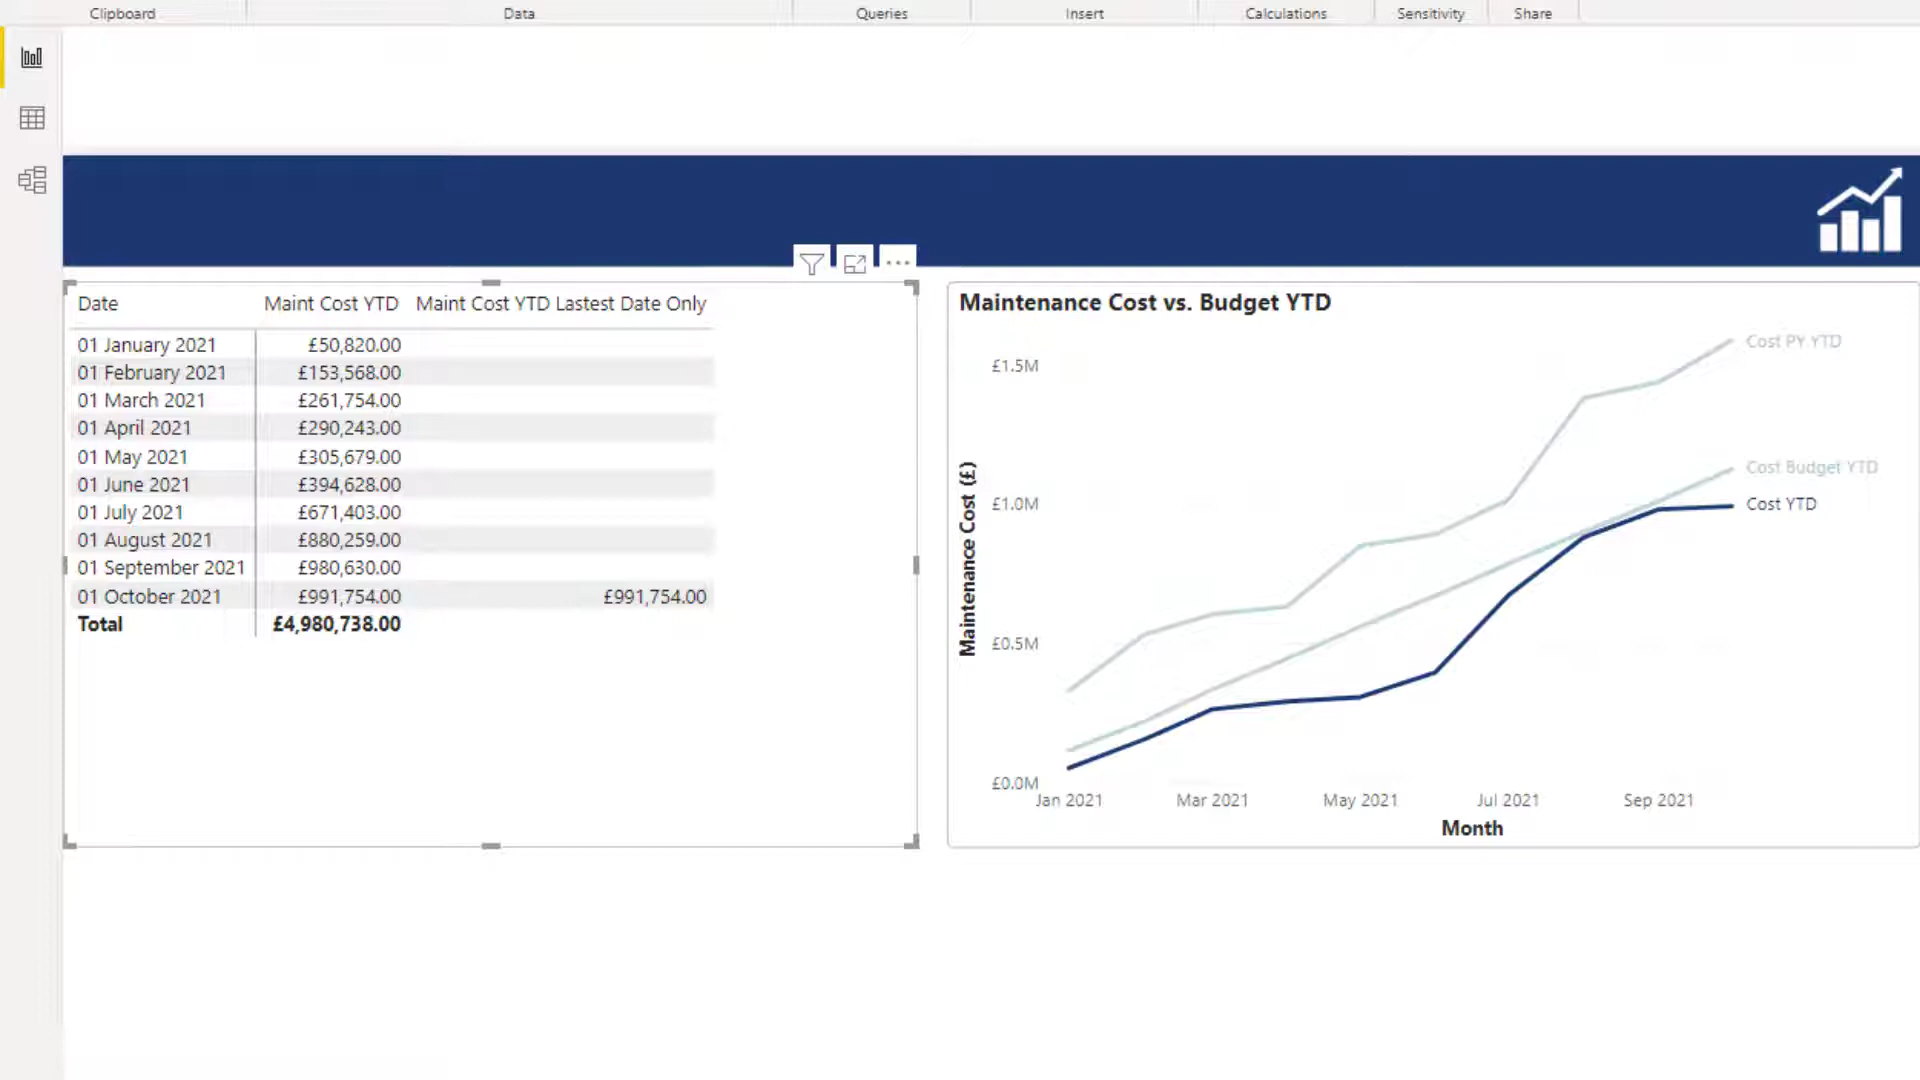 Clipboard Data Queries Insert Calculations Sensitivity Share
Date Maint Cost YTD Maint Cost YTD Lastest Date Only
01 January 2021 £50,820.00
01 February 2021 £153,568.00
01 March 2021 £261,754.00
01 April 2021 £290,243.00
01 May 2021 £305,679.00
01 June 2021 £394,628.00
01 July 2021 £671,403.00
01 August 2021 £880,259.00
01 September 2021 £980,630.00
01 October 2021 £991,754.00 £991,754.00
Total £4,980,738.00
Maintenance Cost vs. Budget YTD
Maintenance Cost (£)
£1.5M
£1.0M
£0.5M
£0.0M
Cost PY YTD
Cost Budget YTD
Cost YTD
Jan 2021 Mar 2021 May 2021 Jul 2021 Sep 2021
Month